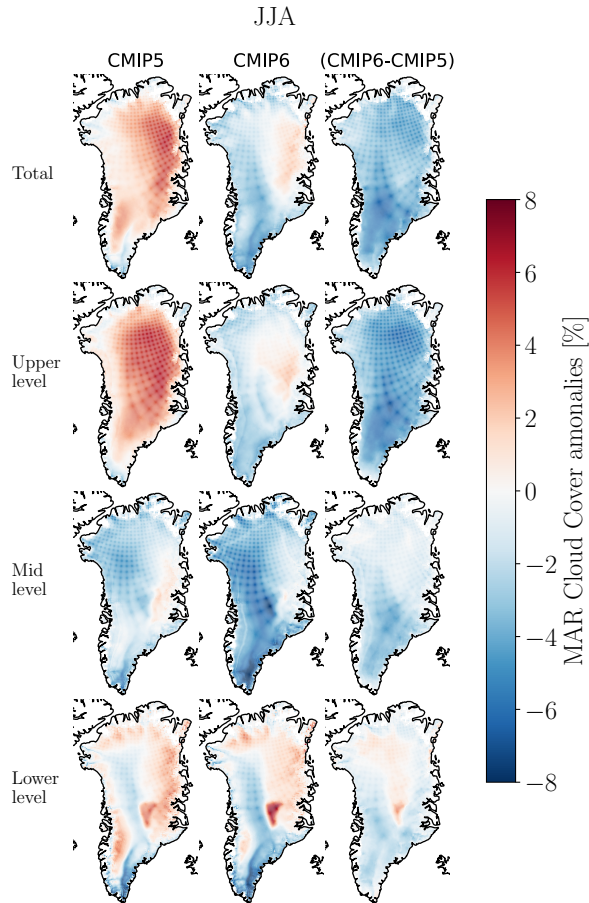 JJA
CMIP5 CMIP6 (CMIP6-CMIP5)
Total
Upper
level
Mid
level
Lower
level
8
6
4
2
0
−2
−4
−6
−8
MAR Cloud Cover amonalies [%]